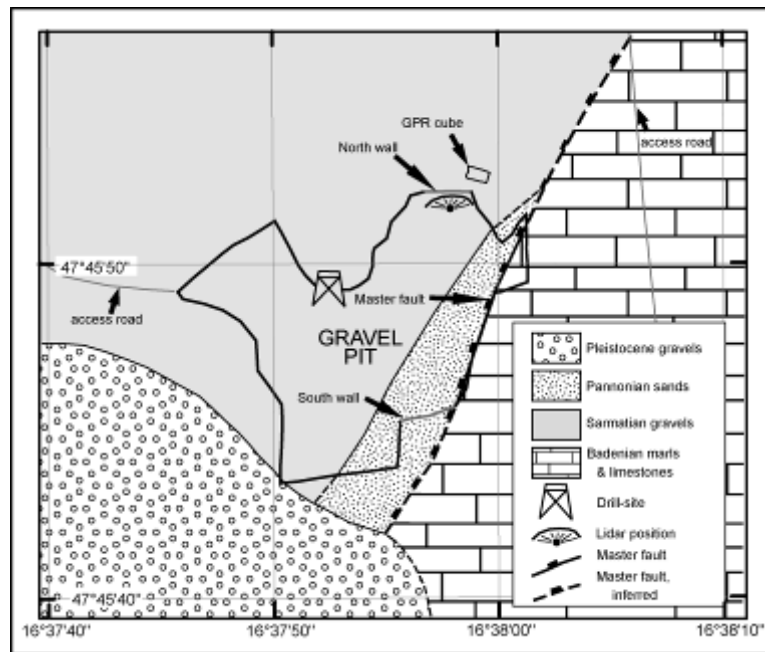 GPR cube
North wall
access road
47°45'50"
access road
Master fault
GRAVEL
PIT
South wall
Pleistocene gravels
Pannonian sands
Sarmatian gravels
Badenian marls
& limestones
Drill-site
Lidar position
Master fault
Master fault,
inferred
47°45'40"
16°37'40"
16°37'50"
16°38'00"
16°38'10"